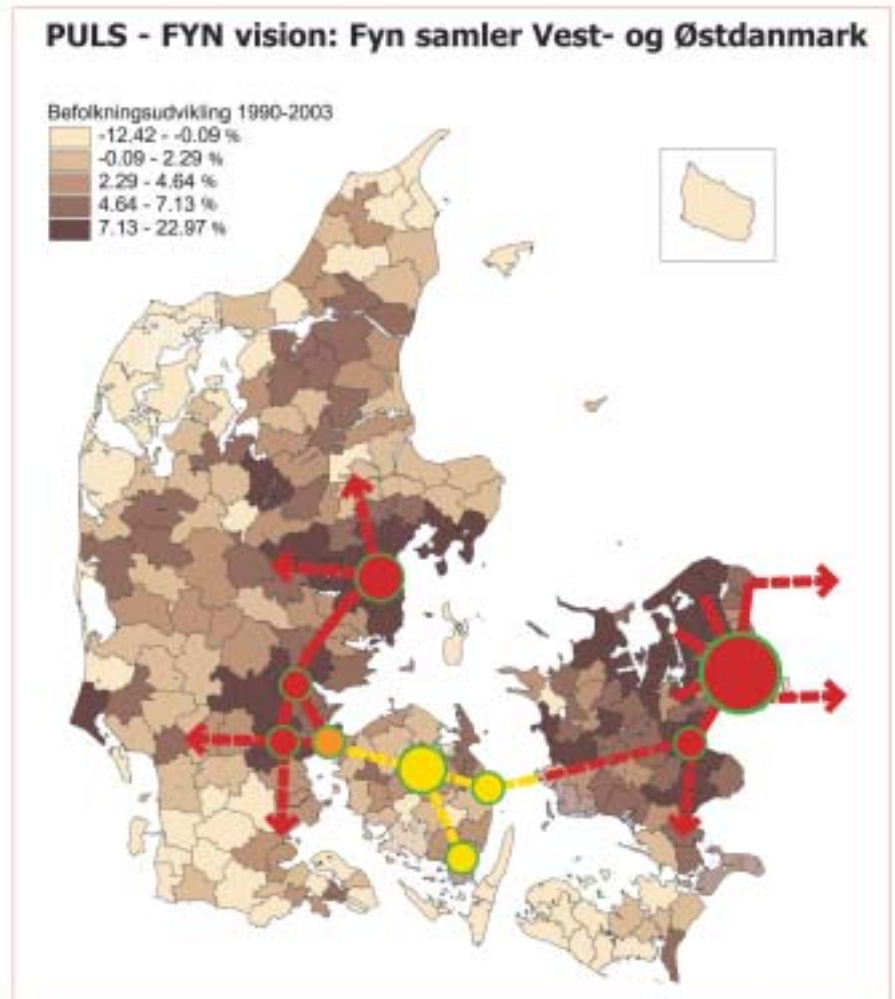 PULS - FYN vision: Fyn samler Vest- og Østdanmark
Befolkningsudvikling 1990-2003
-12.42 - -0.09 %
-0.09 - 2.29 %
2.29 - 4.64 %
4.64 - 7.13 %
7.13 - 22.97 %